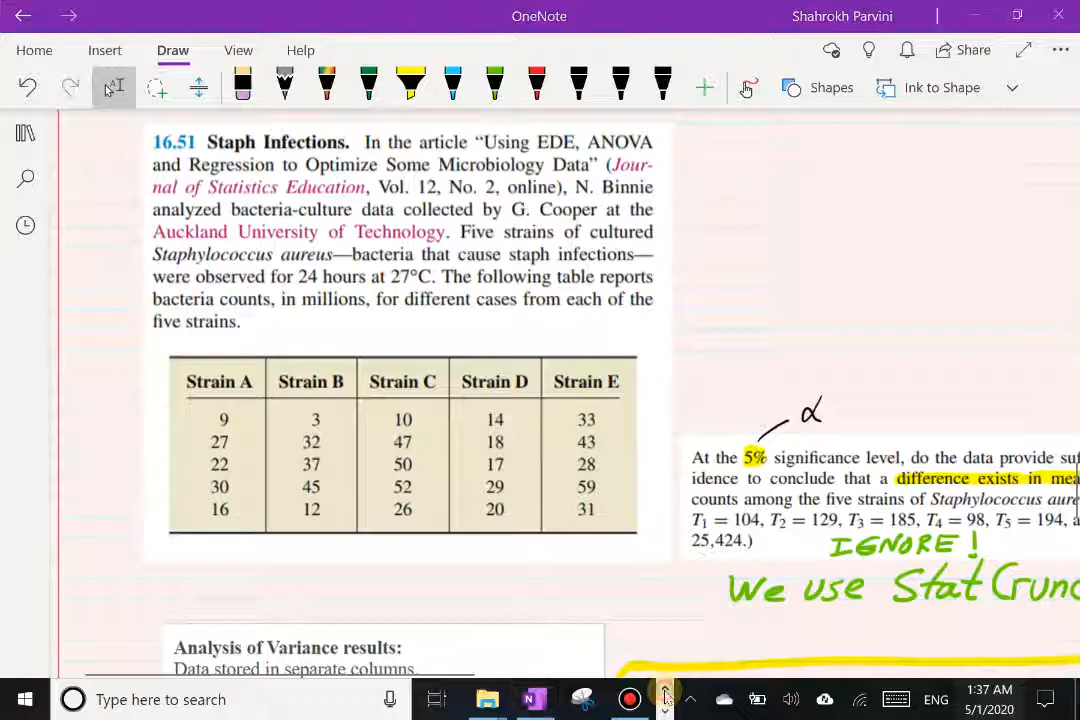 OneNote
Shahrokh Parvini
Home Insert Draw View Help Share
Shapes Ink to Shape
16.51 Staph Infections. In the article “Using EDE, ANOVA
and Regression to Optimize Some Microbiology Data” (Jour-
nal of Statistics Education, Vol. 12, No. 2, online), N. Binnie
analyzed bacteria-culture data collected by G. Cooper at the
Auckland University of Technology. Five strains of cultured
Staphylococcus aureus—bacteria that cause staph infections—
were observed for 24 hours at 27°C. The following table reports
bacteria counts, in millions, for different cases from each of the
five strains.
Strain A Strain B Strain C Strain D Strain E
9 3 10 14 33
27 32 47 18 43
22 37 50 17 28
30 45 52 29 59
16 12 26 20 31
α
At the 5% significance level, do the data provide suf
idence to conclude that a difference exists in mea
counts among the five strains of Staphylococcus aure
T1 = 104, T2 = 129, T3 = 185, T4 = 98, T5 = 194, a
25,424.)
IGNORE!
We use StatCrunc
Analysis of Variance results:
Data stored in separate columns.
Type here to search
ENG
1:37 AM
5/1/2020